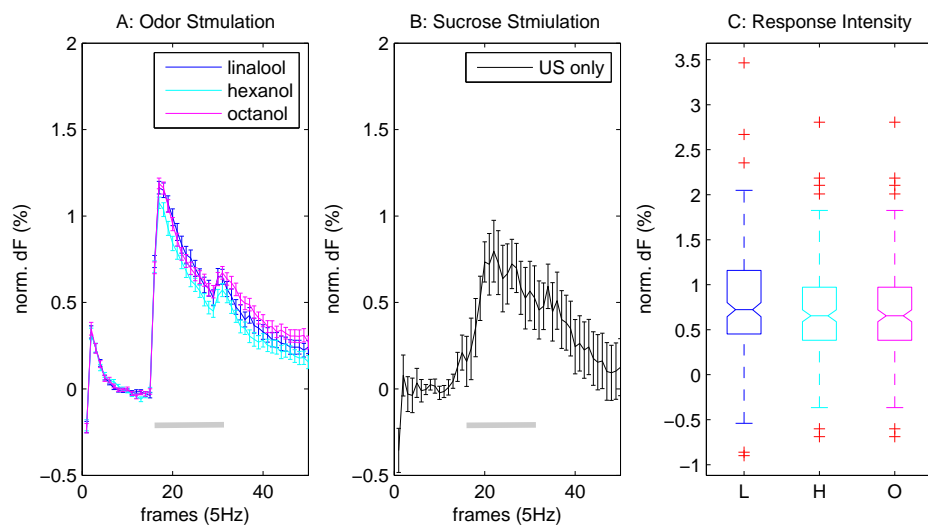 A: Odor Stmulation
2
1.5
1
0.5
0
−0.5
0
20
40
norm. dF (%)
frames (5Hz)
linalool
hexanol
octanol
B: Sucrose Stmiulation
2
1.5
1
0.5
0
−0.5
0
20
40
norm. dF (%)
frames (5Hz)
US only
C: Response Intensity
3.5
3
2.5
2
1.5
1
0.5
0
−0.5
−1
norm. dF (%)
L
H
O